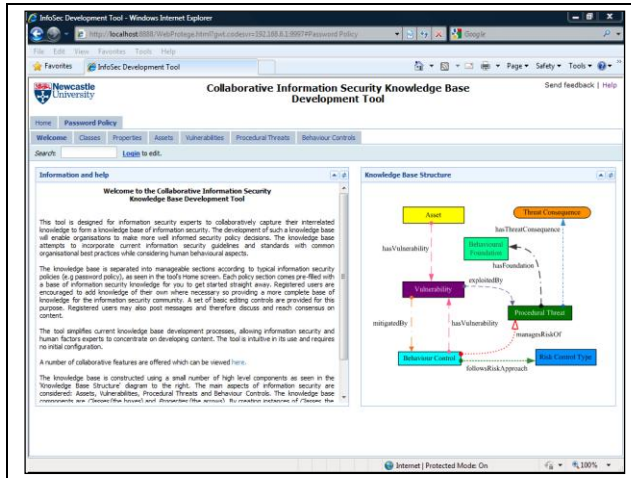 InfoSec Development Tool - Windows Internet Explorer
http://localhost:8888/WebProtege.html?gwt.codesvr=192.168.6.1:9997#Password Policy
Google
File Edit View Favorites Tools Help
Favorites InfoSec Development Tool Page Safety Tools
Newcastle University
Collaborative Information Security Knowledge Base
Development Tool
Send feedback | Help
Home Password Policy
Welcome Classes Properties Assets Vulnerabilities Procedural Threats Behaviour Controls
Search: Login to edit.
Information and help
Welcome to the Collaborative Information Security
Knowledge Base Development Tool
This tool is designed for information security experts to collaboratively capture their interrelated
knowledge to form a knowledge base of information security. The development of such a knowledge base
will enable organisations to make more well informed security policy decisions. The knowledge base
attempts to incorporate current information security guidelines and standards with common
organisational best practices while considering human behavioural aspects.
The knowledge base is separated into manageable sections according to typical information security
policies (e.g password policy), as seen in the tool's Home screen. Each policy section comes pre-filled with
a base of information security knowledge for you to get started straight away. Registered users are
encouraged to add knowledge of their own where necessary so providing a more complete base of
knowledge for the information security community. A set of basic editing controls are provided for this
purpose. Registered users may also post messages and therefore discuss and reach consensus on
content.
The tool simplifies current knowledge base development processes, allowing information security and
human factors experts to concentrate on developing content. The tool is intuitive in its use and requires
no initial configuration.
A number of collaborative features are offered which can be viewed here.
The knowledge base is constructed using a small number of high level components as seen in the
'Knowledge Base Structure' diagram to the right. The main aspects of information security are
considered: Assets, Vulnerabilities, Procedural Threats and Behaviour Controls. The knowledge base
components are Classes (the boxes) and Properties (the arrows). By creating instances of Classes, the
Knowledge Base Structure
Asset
Threat Consequence
hasThreatConsequence
hasVulnerability
Behavioural
Foundation
hasFoundation
Vulnerability
exploitedBy
Procedural Threat
mitigatedBy
hasVulnerability
managesRiskOf
Behaviour Control
Risk Control Type
followsRiskApproach
Internet | Protected Mode: On
100%